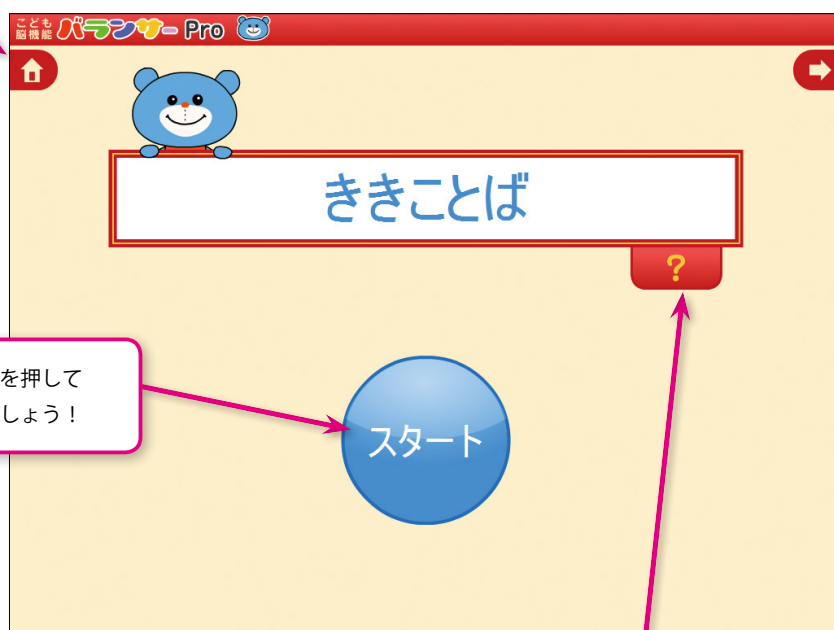 こども
脳機能
バランサー Pro
ききことば
?
を押して
しょう!
スタート